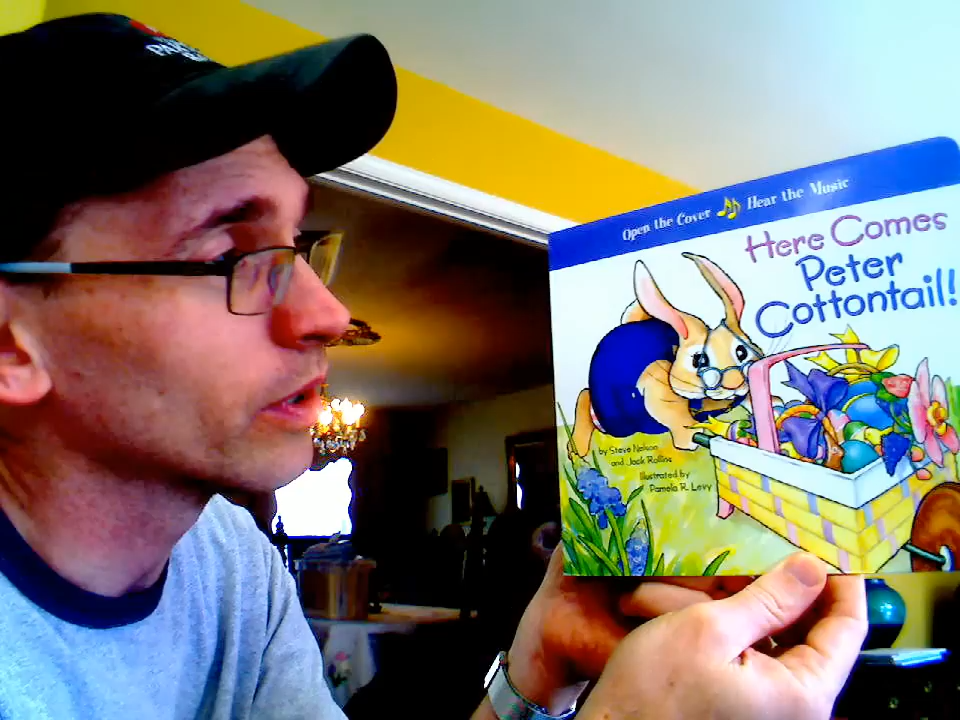 Open the Cover Hear the Music
Here Comes
Peter
Cottontail!
by Steve Nelson
and Jack Rollins
Illustrated by
Pamela R. Levy